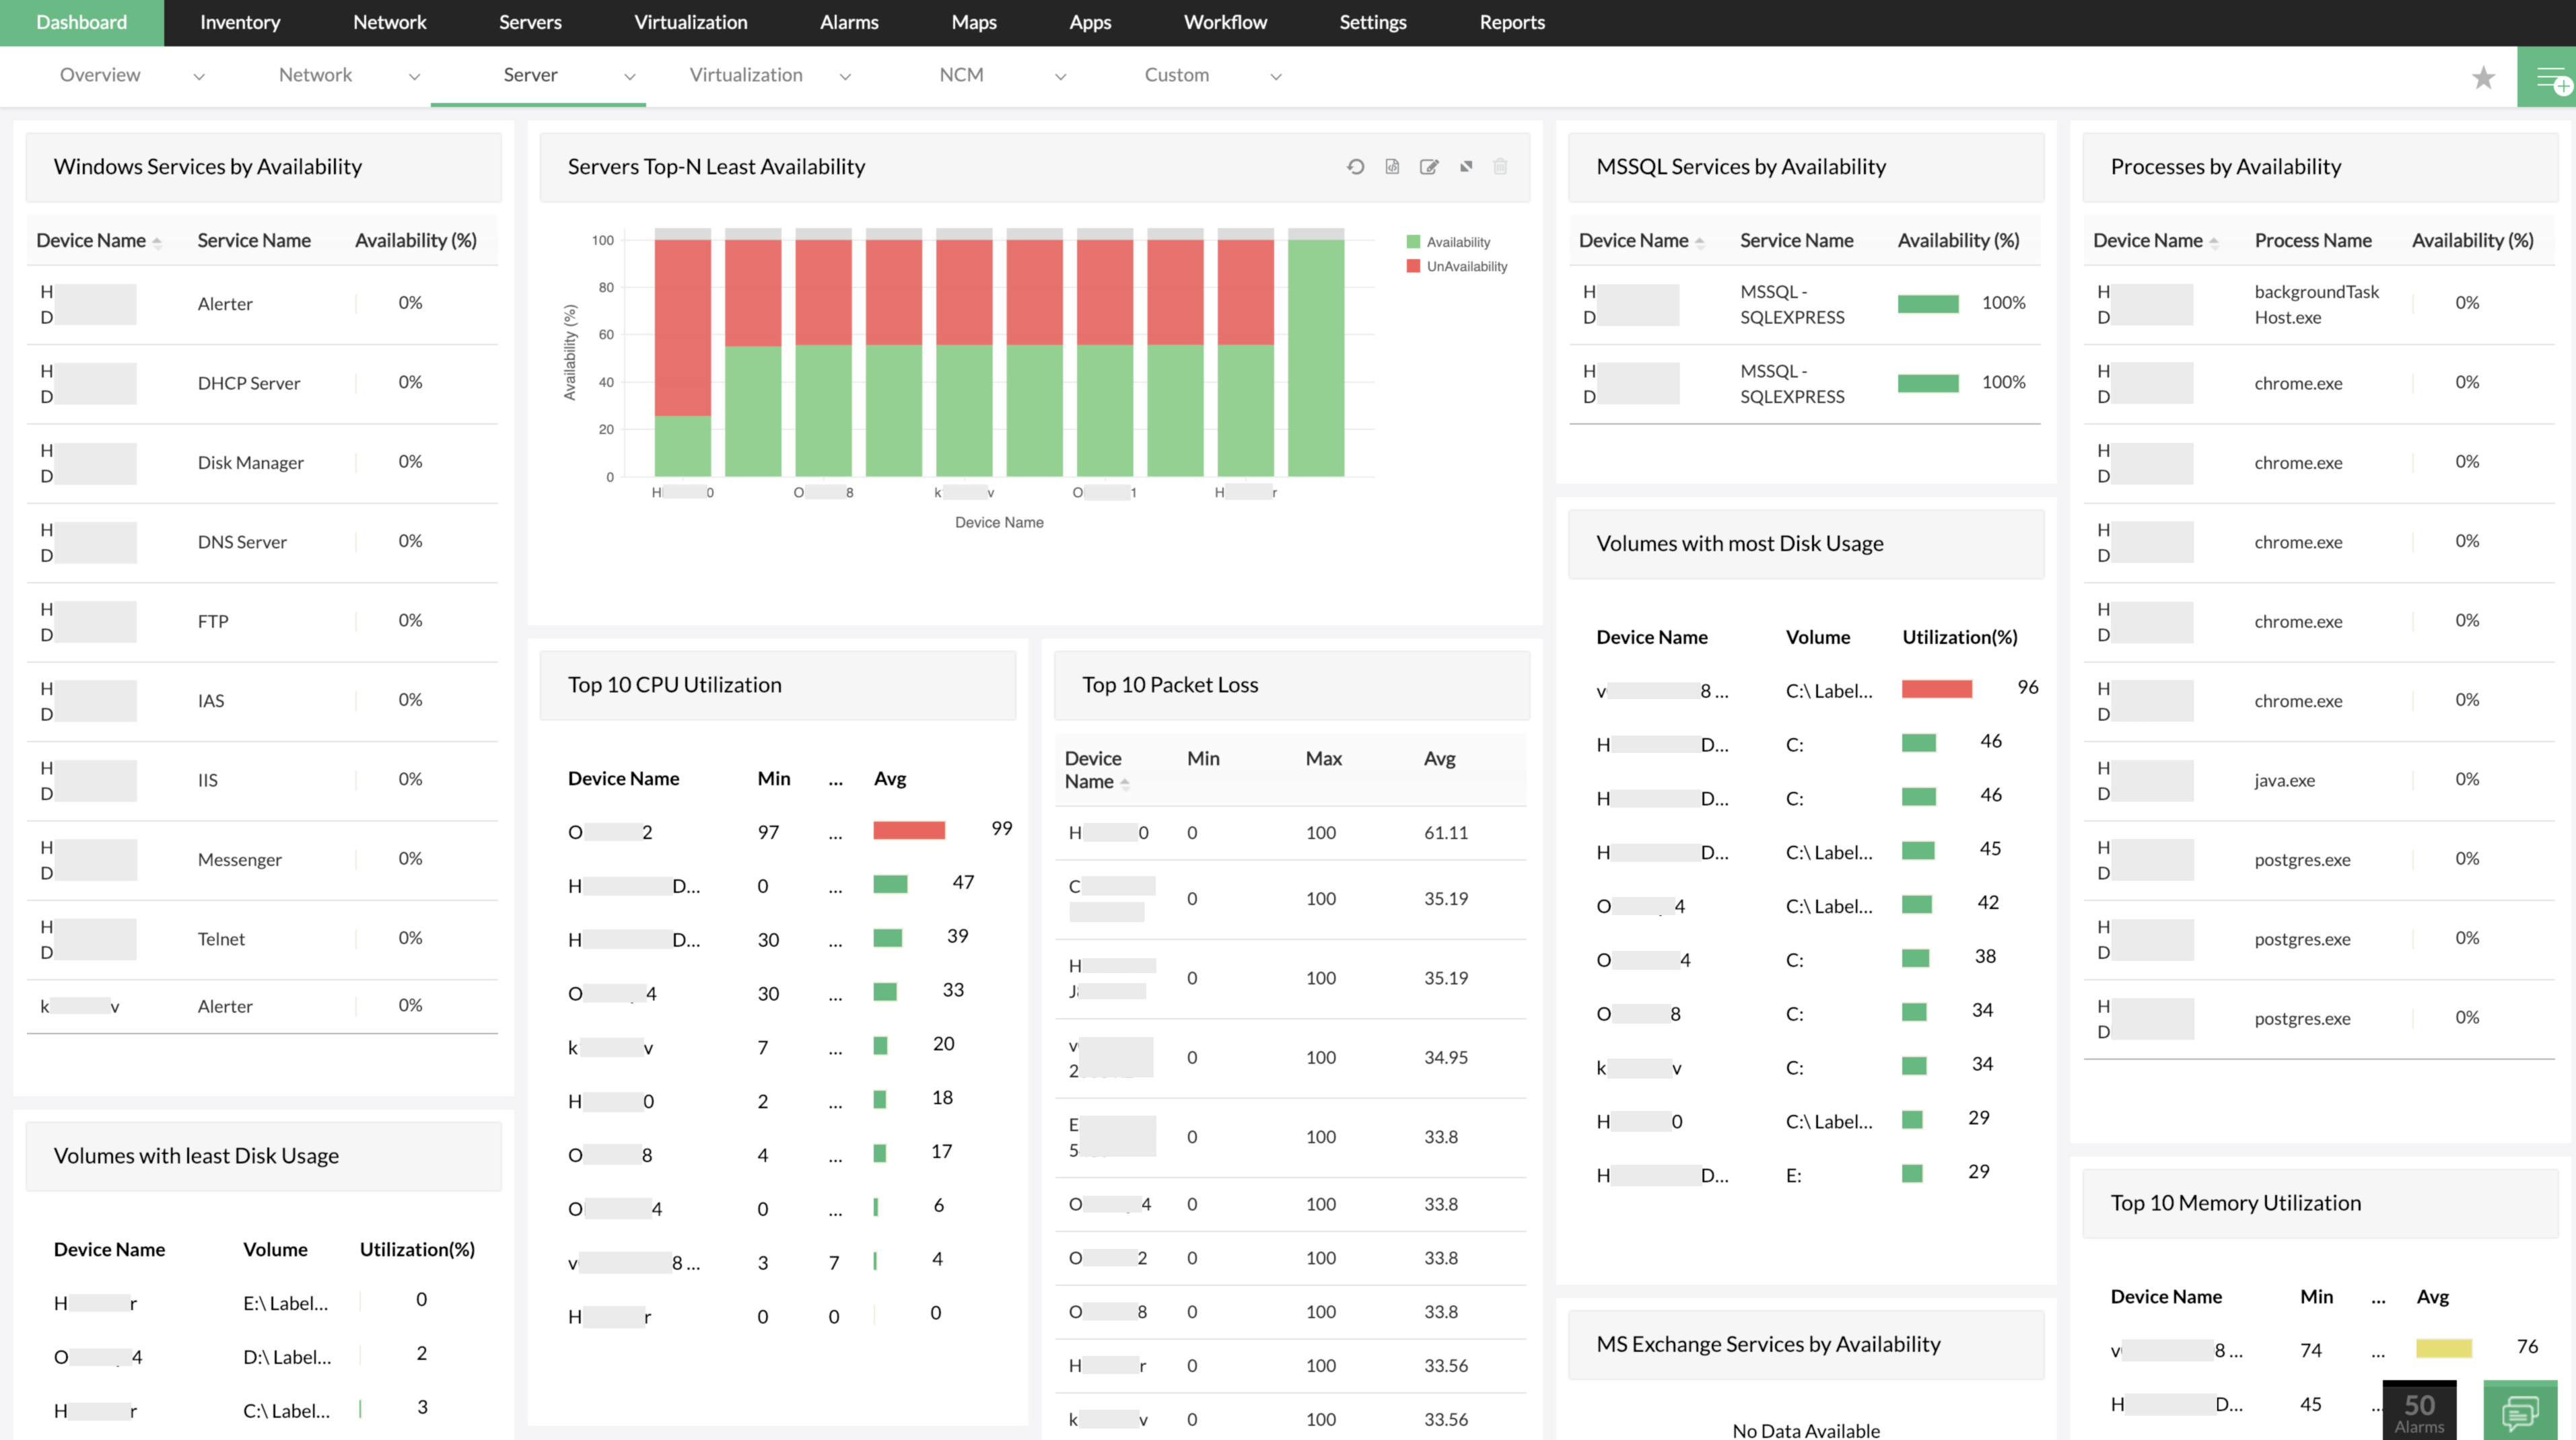 Dashboard Inventory Network Servers Virtualization Alarms Maps Apps Workflow Settings Reports
Overview Network Server Virtualization NCM Custom
Windows Services by Availability
Device Name Service Name Availability (%)
H
D Alerter 0%
H
D DHCP Server 0%
H
D Disk Manager 0%
H
D DNS Server 0%
H
D FTP 0%
H
D IAS 0%
H
D IIS 0%
H
D Messenger 0%
H
D Telnet 0%
k v Alerter 0%
Volumes with least Disk Usage
Device Name Volume Utilization(%)
H r E:\ Label... 0
O 4 D:\ Label... 2
H r C:\ Label... 3
Servers Top-N Least Availability
Availability
UnAvailability
Availability (%)
100
80
60
40
20
0
H 0 O 8 k v O 1 H r
Device Name
Top 10 CPU Utilization
Device Name Min ... Avg
O 2 97 ... 99
H D... 0 ... 47
H D... 30 ... 39
O 4 30 ... 33
k v 7 ... 20
H 0 2 ... 18
O 8 4 ... 17
O 4 0 ... 6
v 8 ... 3 7 4
H r 0 0 0
Top 10 Packet Loss
Device
Name Min Max Avg
H 0 0 100 61.11
C 0 100 35.19
H
J 0 100 35.19
v
2 0 100 34.95
E
5 0 100 33.8
O 4 0 100 33.8
O 2 0 100 33.8
O 8 0 100 33.8
H r 0 100 33.56
k v 0 100 33.56
MSSQL Services by Availability
Device Name Service Name Availability (%)
H MSSQL -
D SQLEXPRESS 100%
H MSSQL -
D SQLEXPRESS 100%
Volumes with most Disk Usage
Device Name Volume Utilization(%)
v 8 ... C:\ Label... 96
H D... C: 46
H D... C: 46
H D... C:\ Label... 45
O 4 C:\ Label... 42
O 4 C: 38
O 8 C: 34
k v C: 34
H 0 C:\ Label... 29
H D... E: 29
MS Exchange Services by Availability
No Data Available
Processes by Availability
Device Name Process Name Availability (%)
H backgroundTask
D Host.exe 0%
H
D chrome.exe 0%
H
D chrome.exe 0%
H
D chrome.exe 0%
H
D chrome.exe 0%
H
D chrome.exe 0%
H
D java.exe 0%
H
D postgres.exe 0%
H
D postgres.exe 0%
H
D postgres.exe 0%
Top 10 Memory Utilization
Device Name Min ... Avg
v 8 ... 74 ... 76
H D... 45 ...
50
Alarms